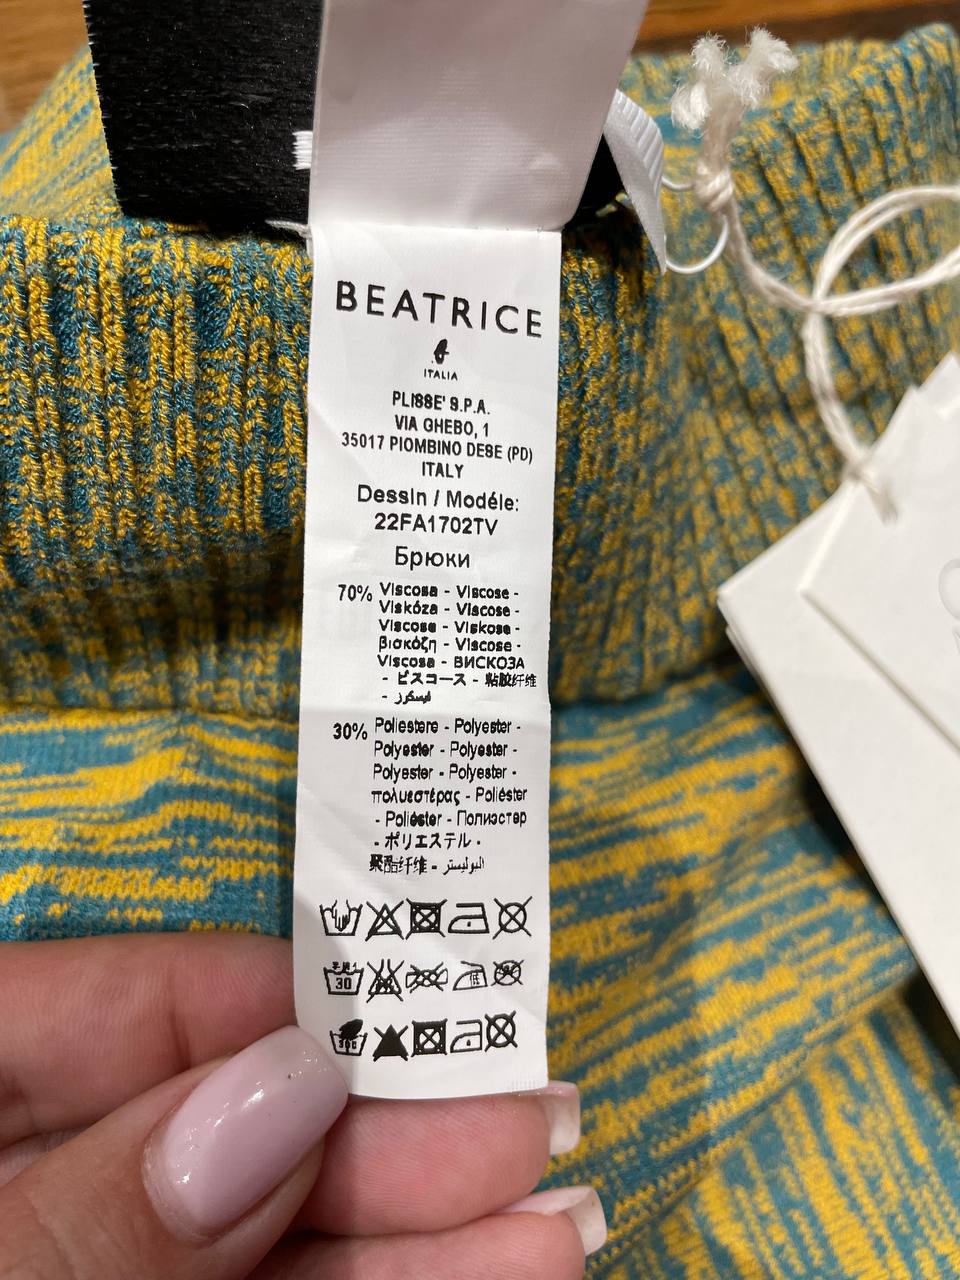 BEATRICE
ITALIA
PLISSE' S.P.A.
VIA GHEBO, 1
35017 PIOMBINO DESE (PD)
ITALY
Dessin / Modéle:
22FA1702TV
Брюки
70% Viscosa - Viscose -
Viskóza - Viscose -
Viscose - Viskose -
βισκόζη - Viscose -
Viscosa - ВИСКОЗА
- ビスコース - 粘胶纤维
- فيسكوز
30% Poliestere - Polyester -
Polyester - Polyester -
Polyester - Polyester -
πολυεστέρας - Poliéster
- Poliéster - Полиэстер
- ポリエステル -
聚酯纤维 - البوليستر
30
低